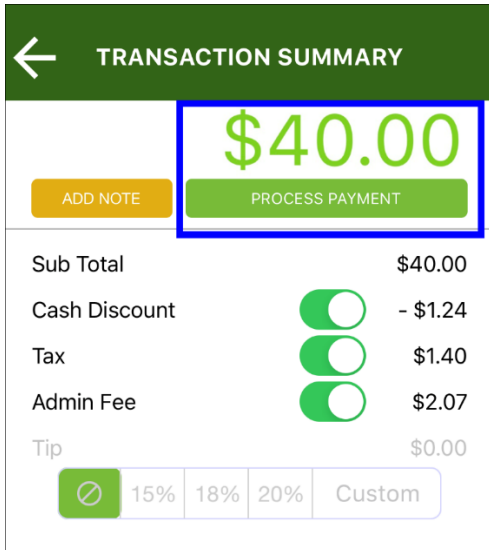 TRANSACTION SUMMARY
$40.00
ADD NOTE PROCESS PAYMENT
Sub Total $40.00
Cash Discount - $1.24
Tax $1.40
Admin Fee $2.07
Tip $0.00
15% 18% 20% Custom